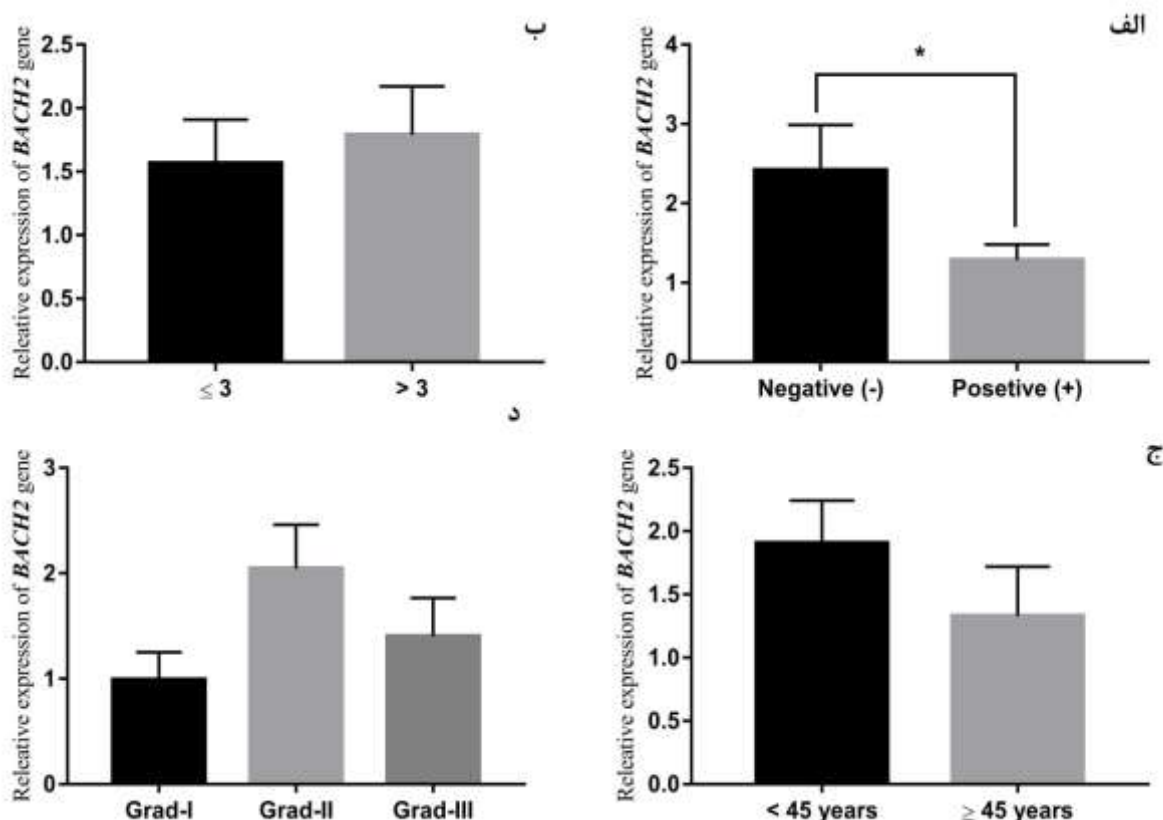 الف
Releative expression of BACH2 gene
4
3
2
1
0
*
Negative (-) Posetive (+)
ب
Releative expression of BACH2 gene
2.5
2.0
1.5
1.0
0.5
0.0
≤ 3 > 3
ج
Releative expression of BACH2 gene
2.5
2.0
1.5
1.0
0.5
0.0
< 45 years ≥ 45 years
د
Releative expression of BACH2 gene
3
2
1
0
Grad-I Grad-II Grad-III